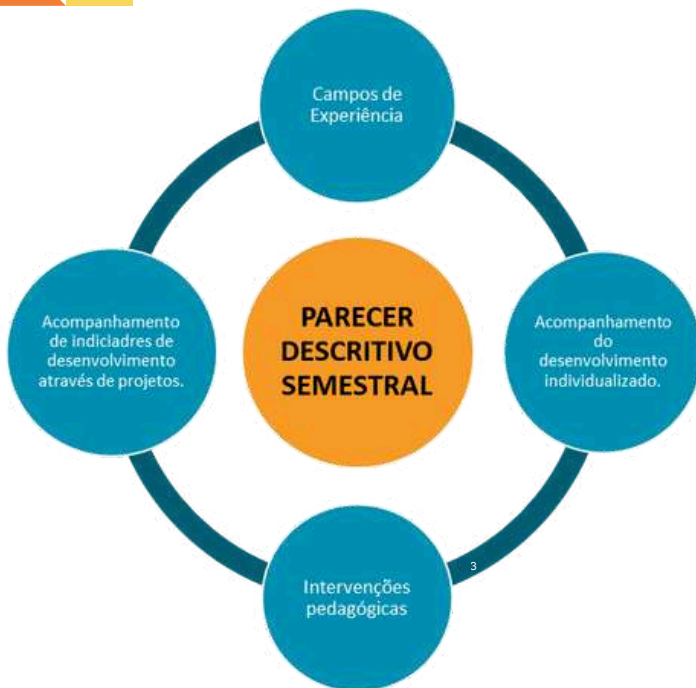 Campos de
Experiência
Acompanhamento
de indiciadres de
desenvolvimento
através de projetos.
PARECER
DESCRITIVO
SEMESTRAL
Acompanhamento
do
desenvolvimento
individualizado.
3
Intervenções
pedagógicas